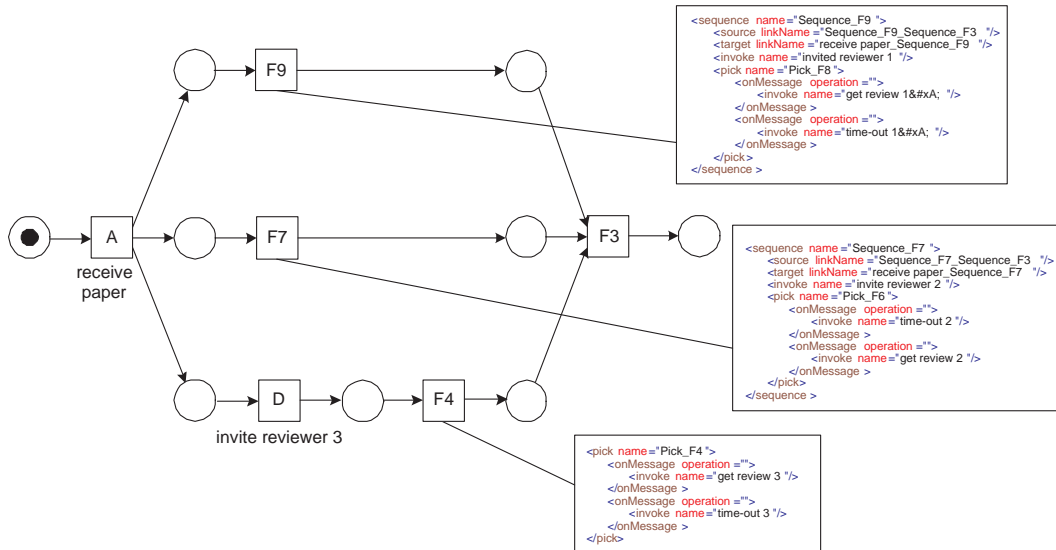 <sequence name="Sequence_F9 ">
<source linkName="Sequence_F9_Sequence_F3 "/>
<target linkName="receive paper_Sequence_F9 "/>
<invoke name="invited reviewer 1"/>
<pick name="Pick_F8">
<onMessage operation ="">
<invoke name="get review 1&#xA; "/>
</onMessage >
<onMessage operation ="">
<invoke name="time-out 1&#xA; "/>
</onMessage >
</pick>
</sequence >
F9
A
receive
paper
F7
F3
<sequence name="Sequence_F7 ">
<source linkName="Sequence_F7_Sequence_F3 "/>
<target linkName ="receive paper_Sequence_F7 "/>
<invoke name="invite reviewer 2"/>
<pick name="Pick_F6">
<onMessage operation ="">
<invoke name="time-out 2"/>
</onMessage >
<onMessage operation ="">
<invoke name="get review 2"/>
</onMessage >
</pick>
</sequence >
D
invite reviewer 3
F4
<pick name="Pick_F4">
<onMessage operation ="">
<invoke name="get review 3 "/>
</onMessage >
<onMessage operation ="">
<invoke name="time-out 3 "/>
</onMessage >
</pick>